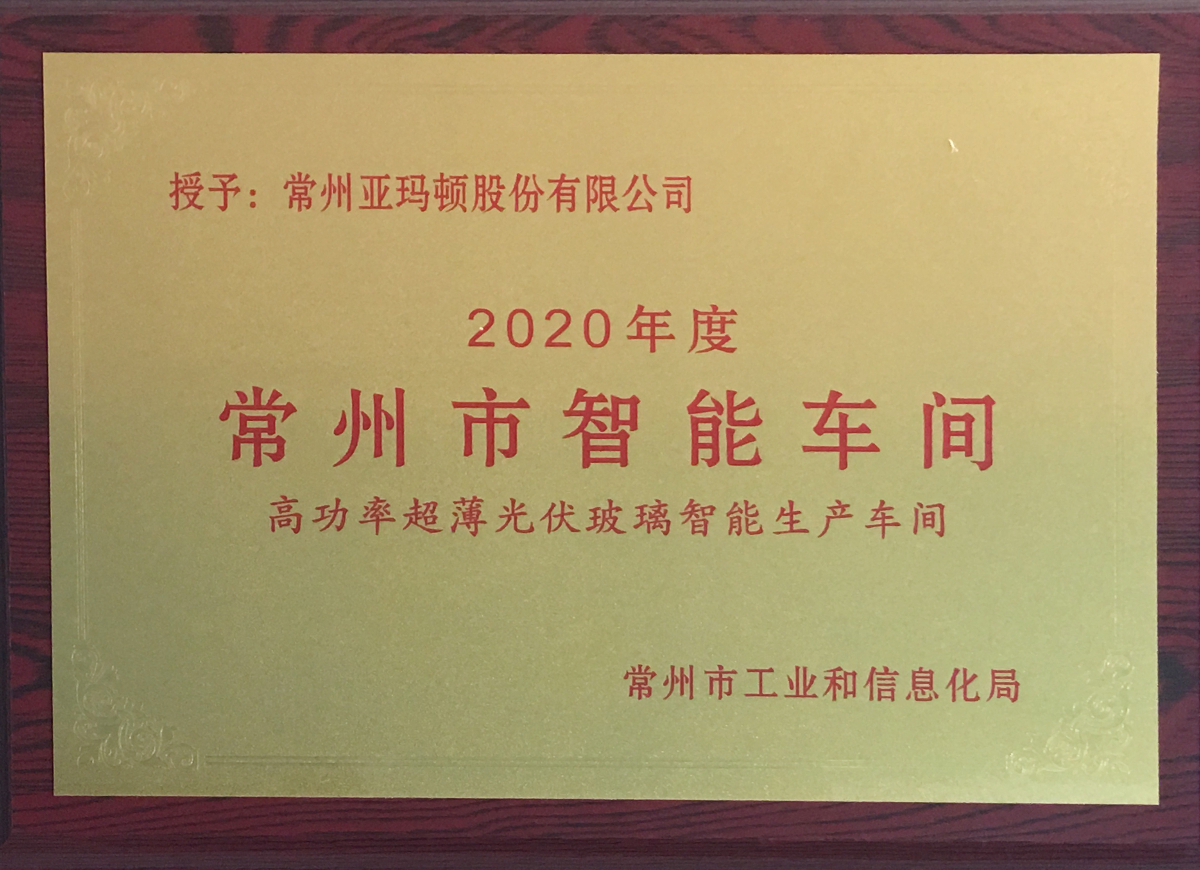 授予：常州亚玛顿股份有限公司
2020年度
常州市智能车间
高功率超薄光伏玻璃智能生产车间
常州市工业和信息化局